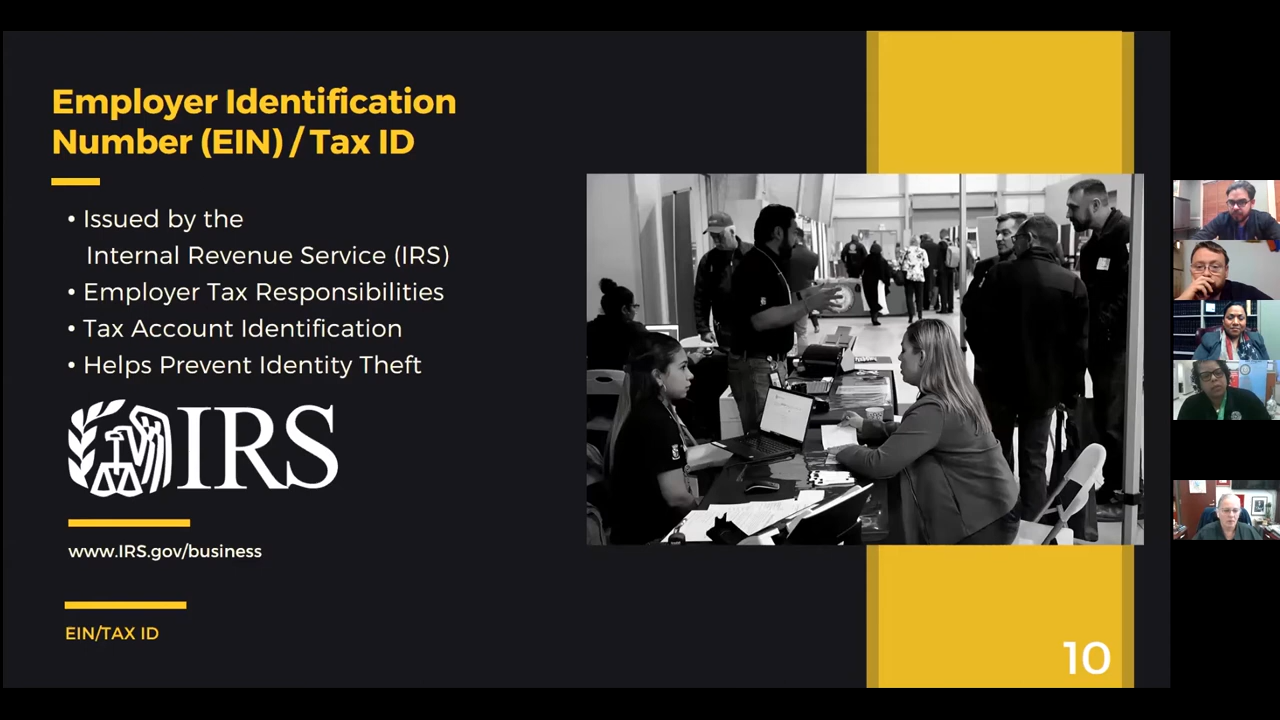 Employer Identification
Number (EIN) / Tax ID
• Issued by the
Internal Revenue Service (IRS)
• Employer Tax Responsibilities
• Tax Account Identification
• Helps Prevent Identity Theft
IRS
www.IRS.gov/business
EIN/TAX ID
10